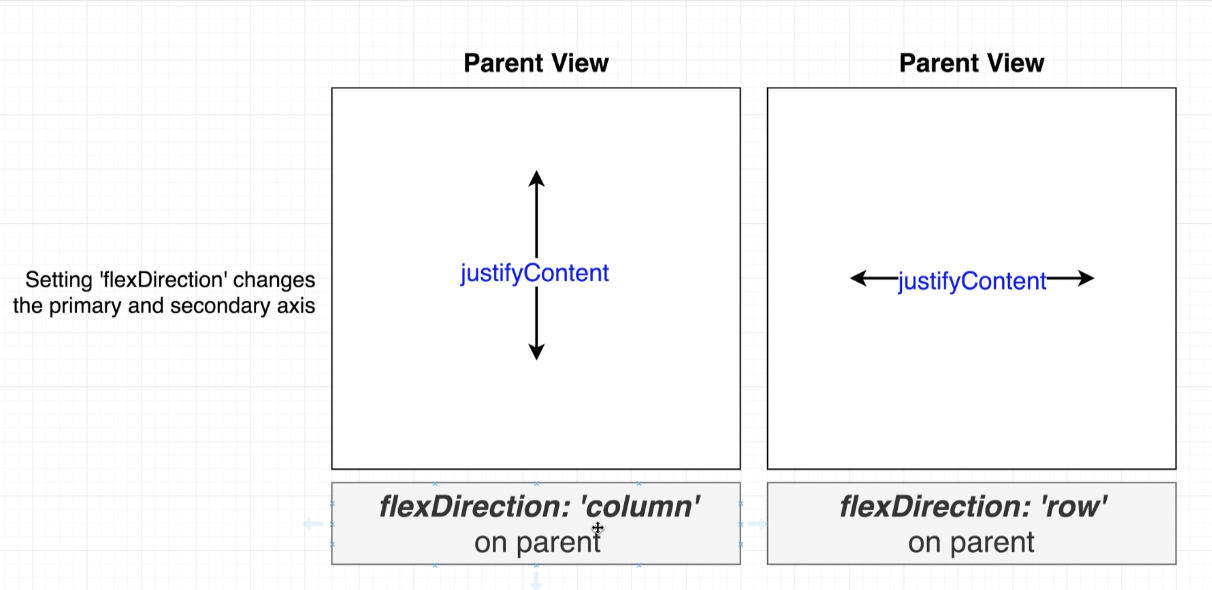 Parent View
Parent View
Setting 'flexDirection' changes
the primary and secondary axis
justifyContent
justifyContent
flexDirection: 'column'
on parent
flexDirection: 'row'
on parent